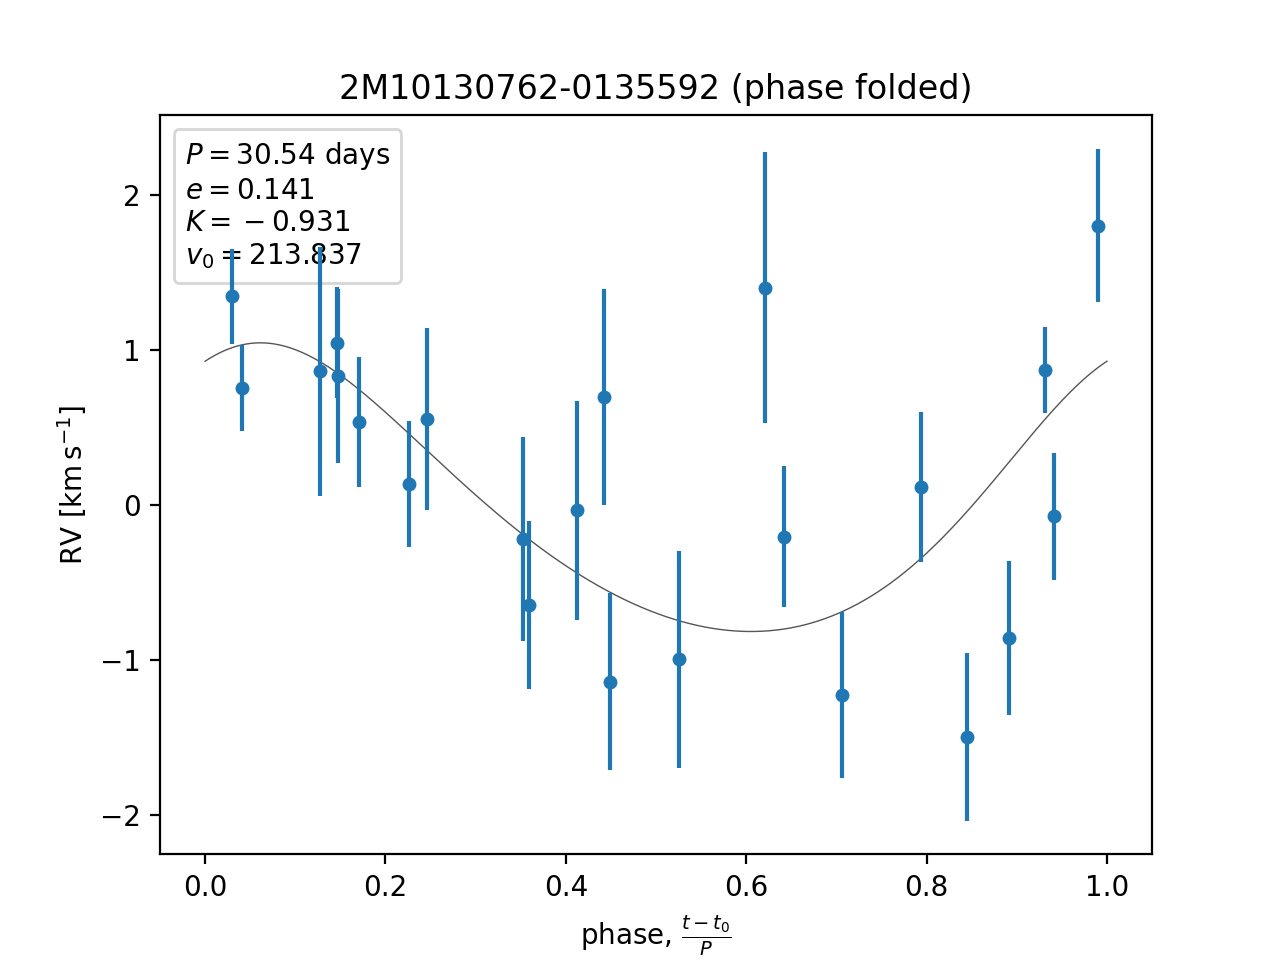 2M10130762-0135592 (phase folded)
P = 30.54 days
e = 0.141
K = −0.931
v₀ = 213.837
2
1
0
−1
−2
RV [km s⁻¹]
0.0 0.2 0.4 0.6 0.8 1.0
phase, (t − t₀)/P